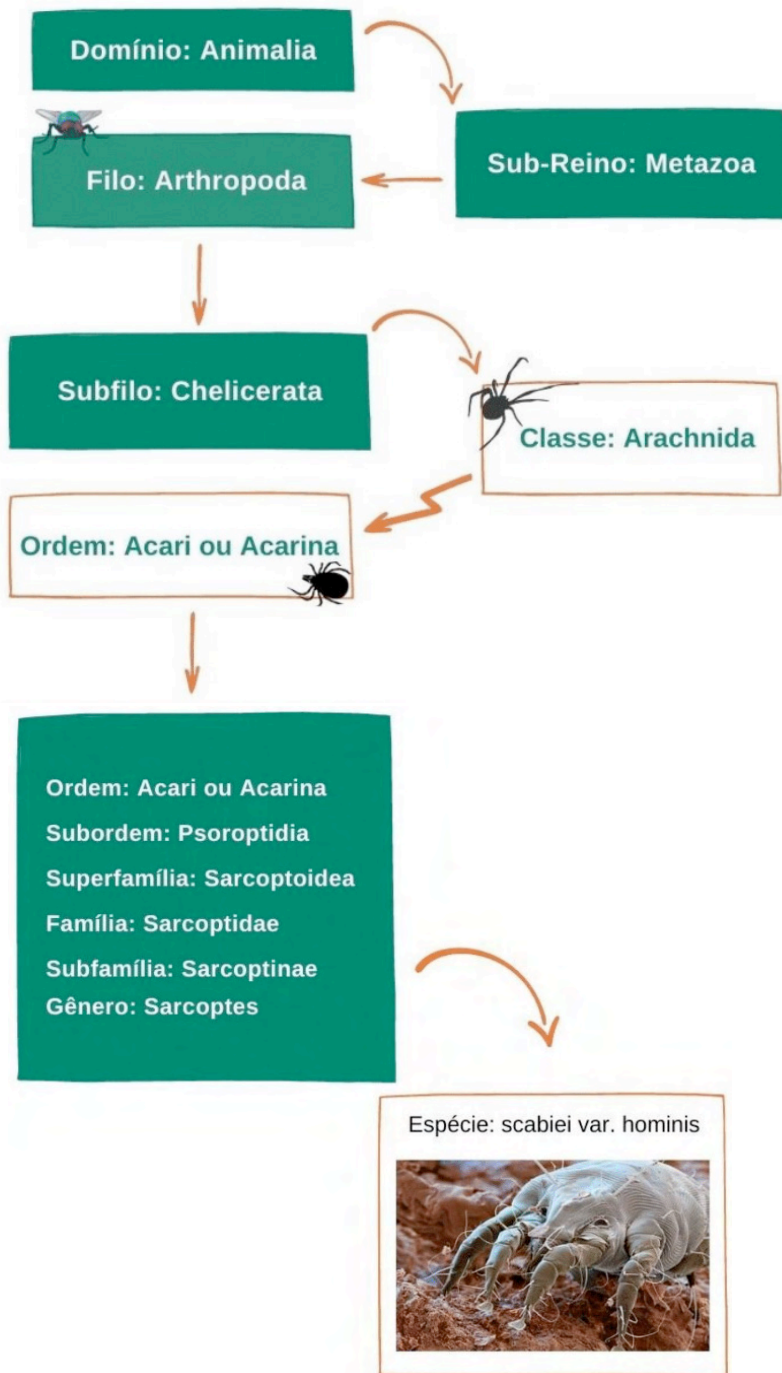 Domínio: Animalia
Sub-Reino: Metazoa
Filo: Arthropoda
Subfilo: Chelicerata
Classe: Arachnida
Ordem: Acari ou Acarina
Ordem: Acari ou Acarina
Subordem: Psoroptidia
Superfamília: Sarcoptoidea
Família: Sarcoptidae
Subfamília: Sarcoptinae
Gênero: Sarcoptes
Espécie: scabiei var. hominis